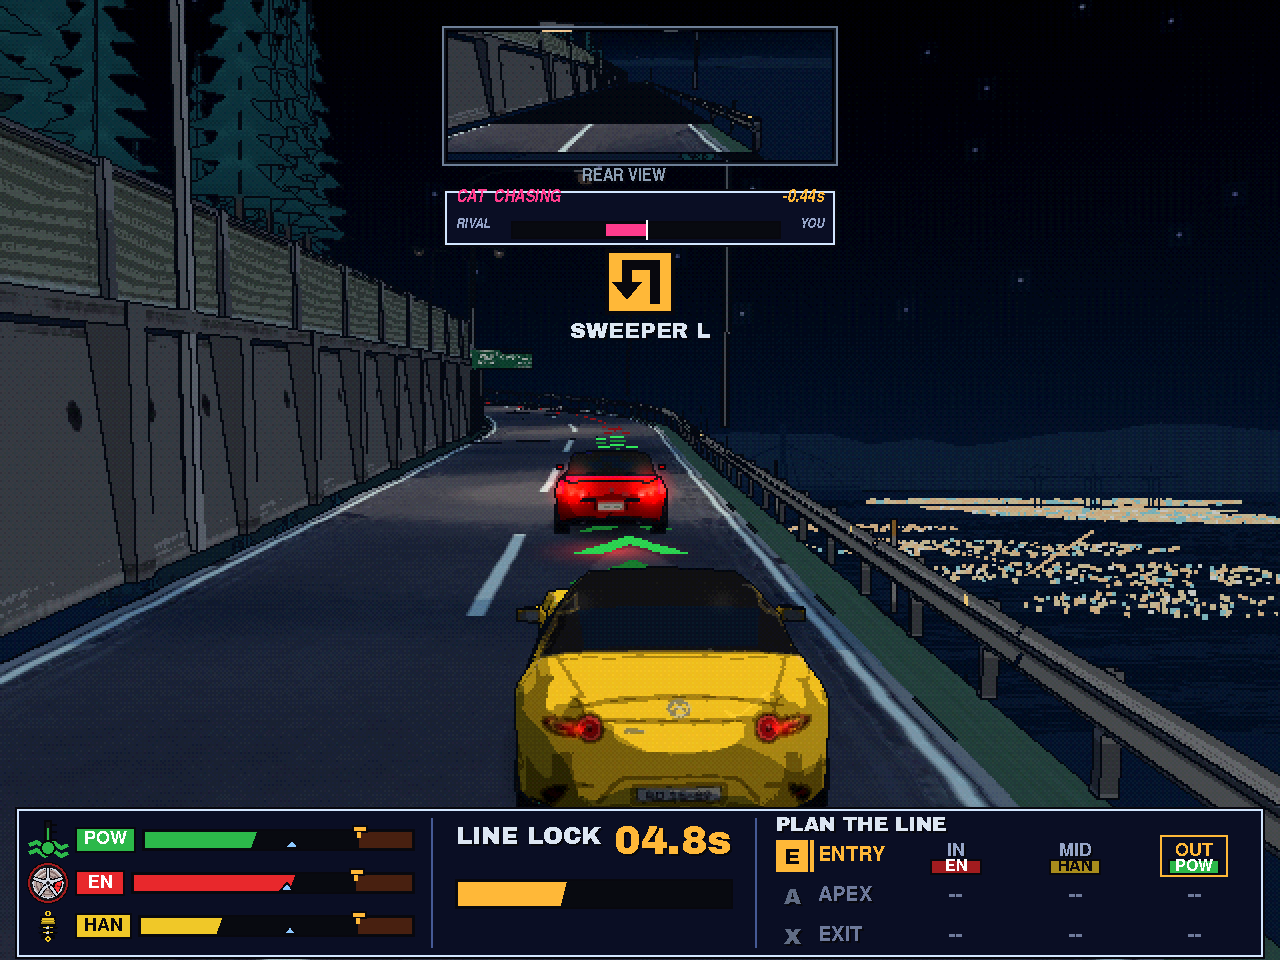 REAR VIEW
CAT CHASING -0.44s
RIVAL YOU
SWEEPER L
POW
EN
HAN
LINE LOCK 04.8s
PLAN THE LINE
E ENTRY IN MID OUT
EN HAN POW
A APEX -- -- --
X EXIT -- -- --